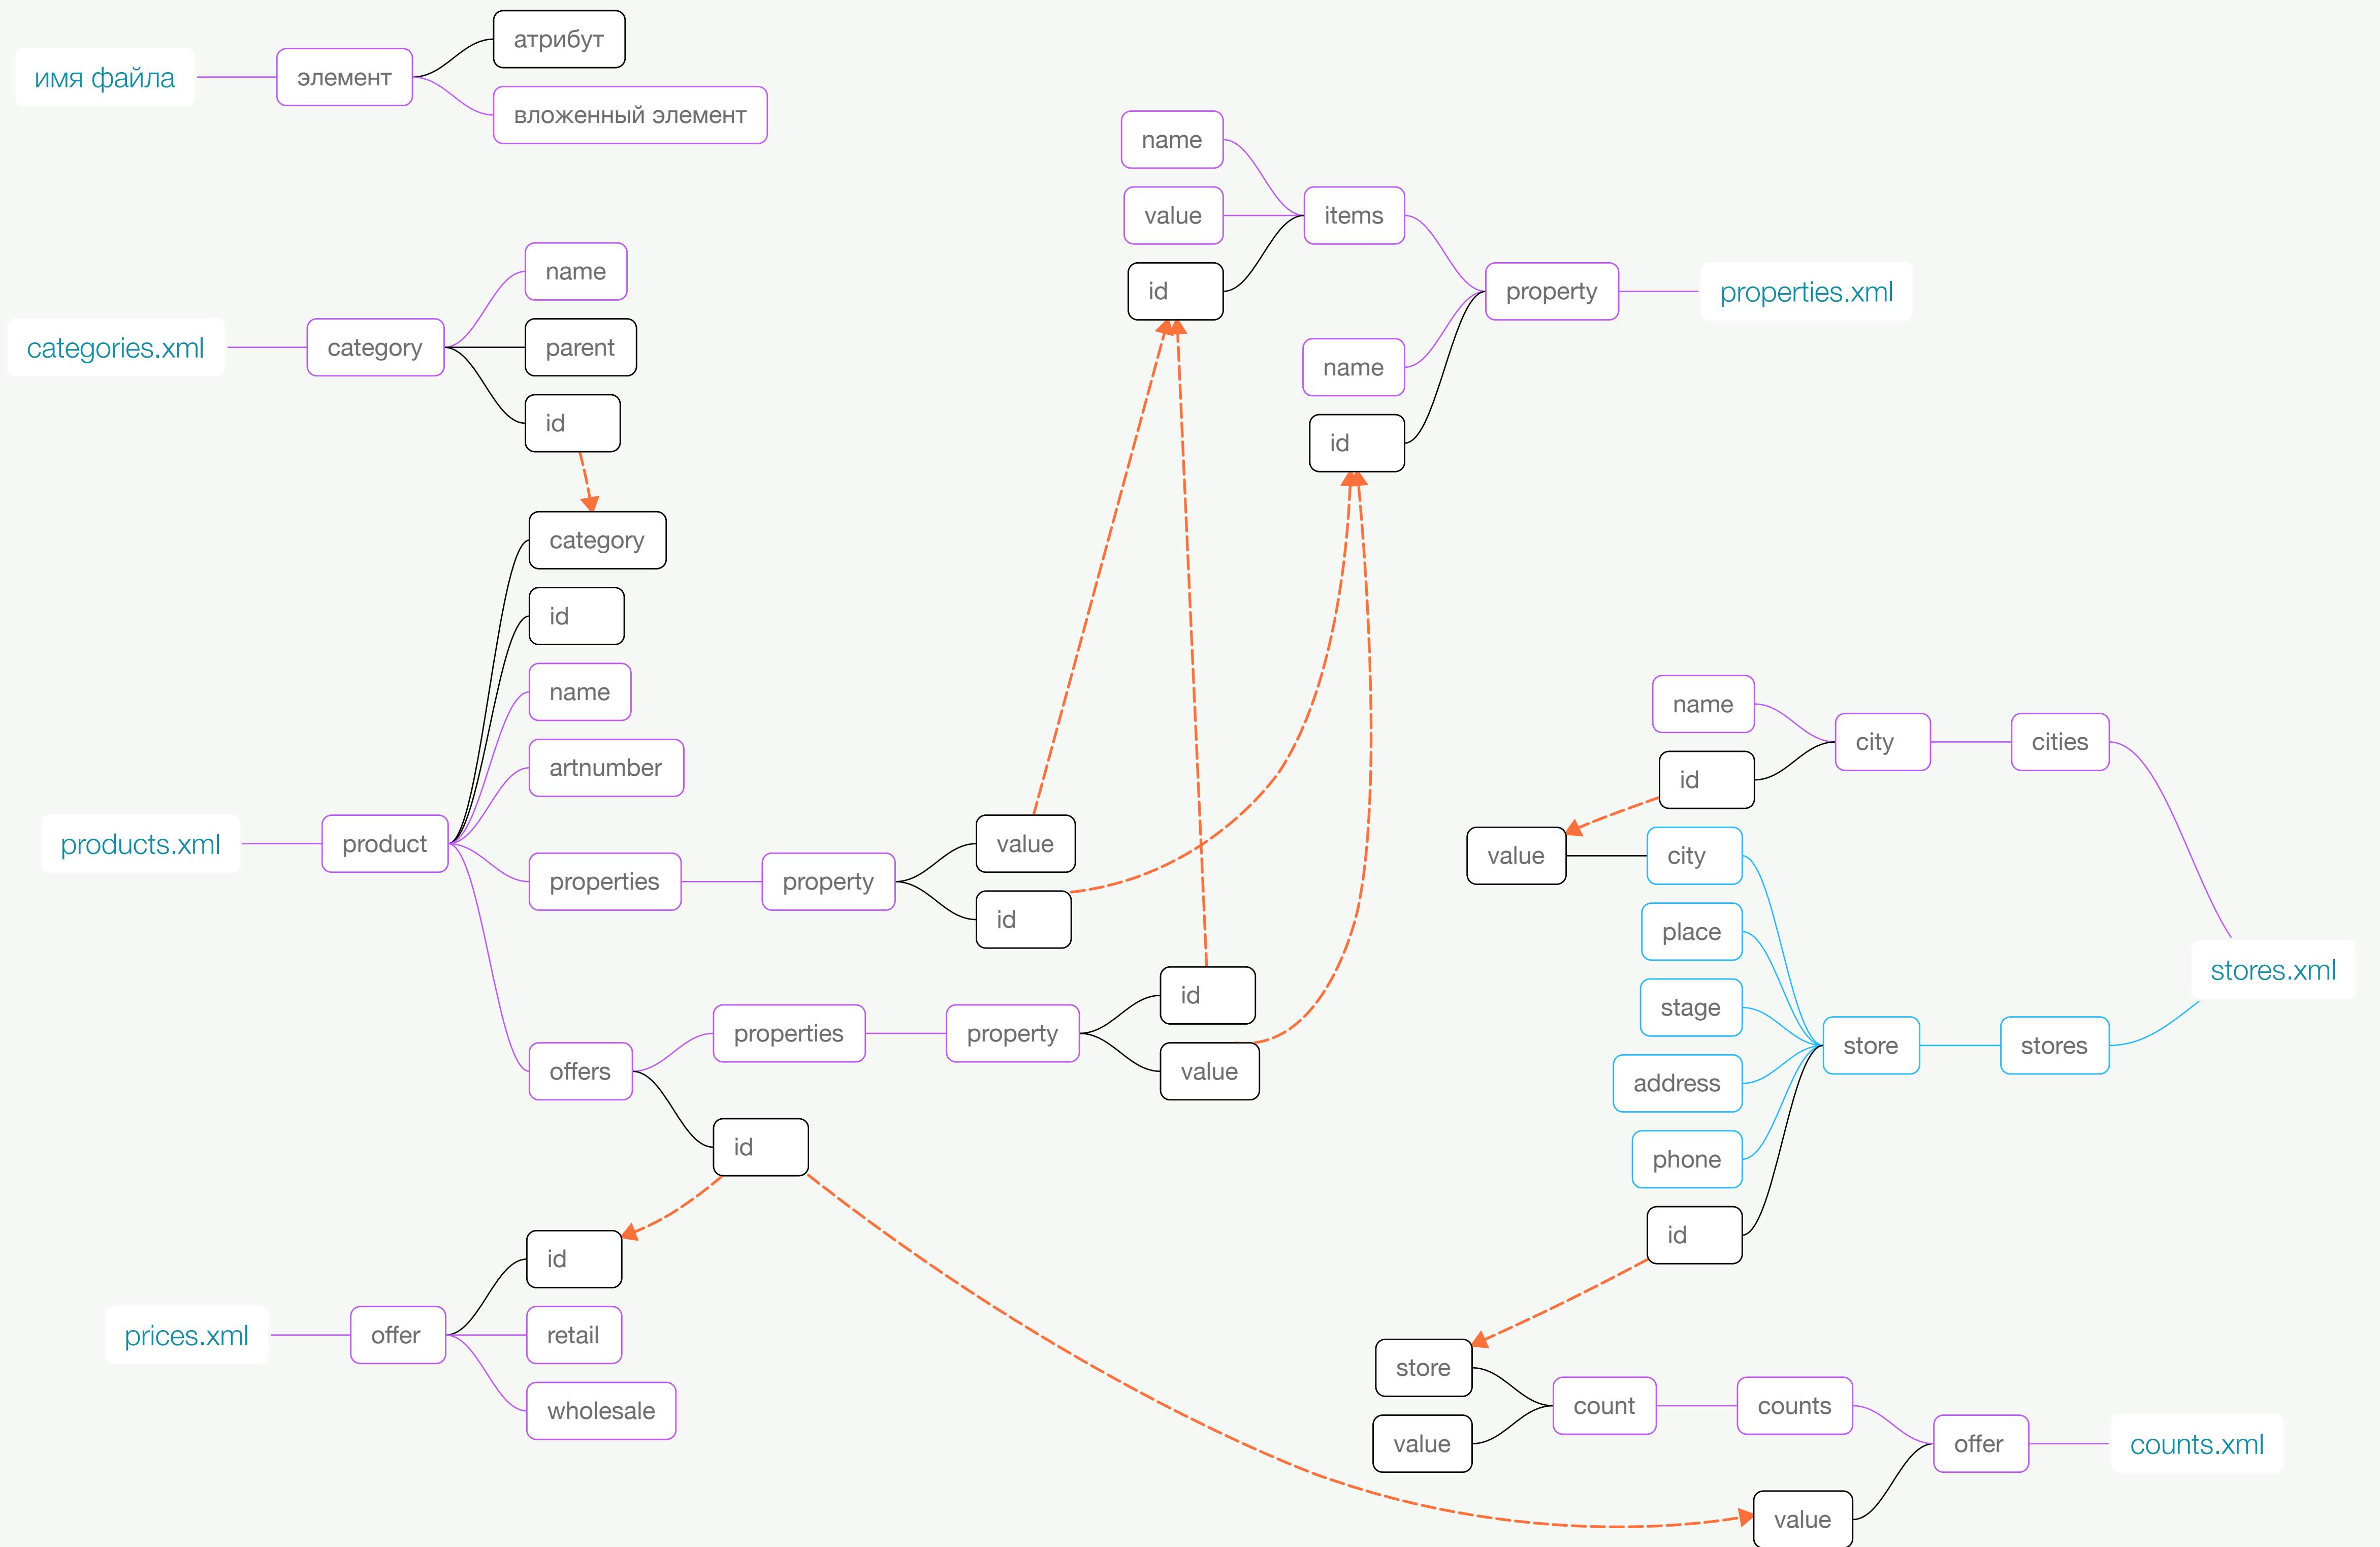 имя файла
элемент
атрибут
вложенный элемент
categories.xml
category
name
parent
id
products.xml
product
category
id
name
artnumber
properties
property
value
id
offers
properties
property
id
value
id
prices.xml
offer
id
retail
wholesale
name
value
id
items
name
id
property
properties.xml
name
id
city
cities
value
city
place
stage
address
phone
id
store
stores
stores.xml
store
value
count
counts
value
offer
counts.xml